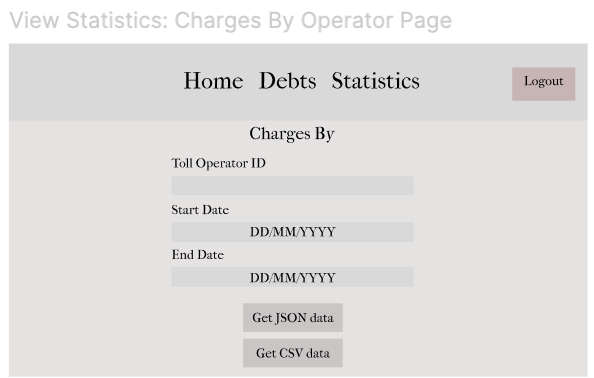 View Statistics: Charges By Operator Page
Home Debts Statistics Logout
Charges By
Toll Operator ID
Start Date
DD/MM/YYYY
End Date
DD/MM/YYYY
Get JSON data
Get CSV data